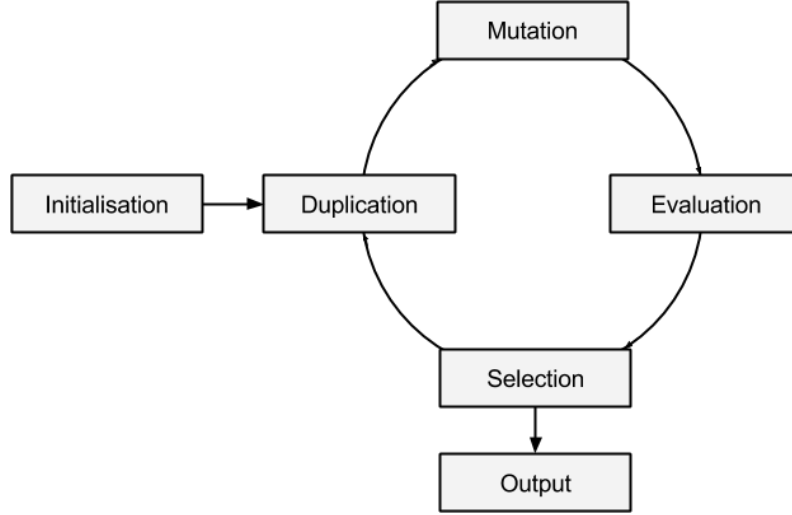 Mutation
Initialisation
Duplication
Evaluation
Selection
Output